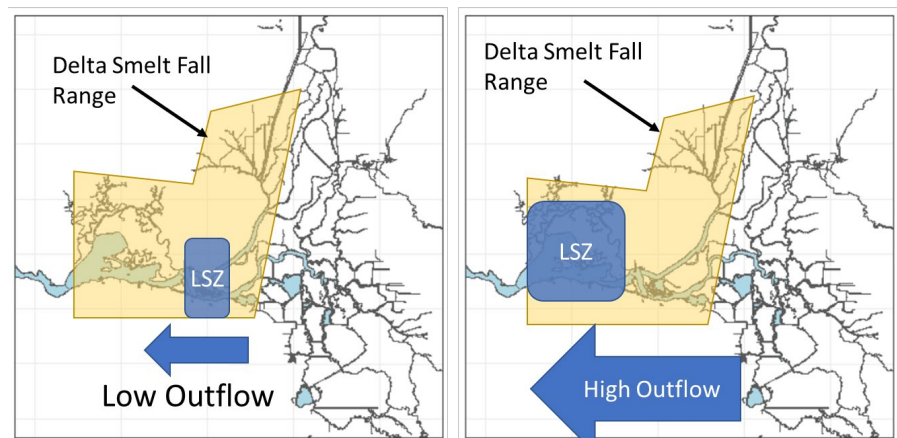 Delta Smelt Fall
Range
LSZ
Low Outflow
Delta Smelt Fall
Range
LSZ
High Outflow